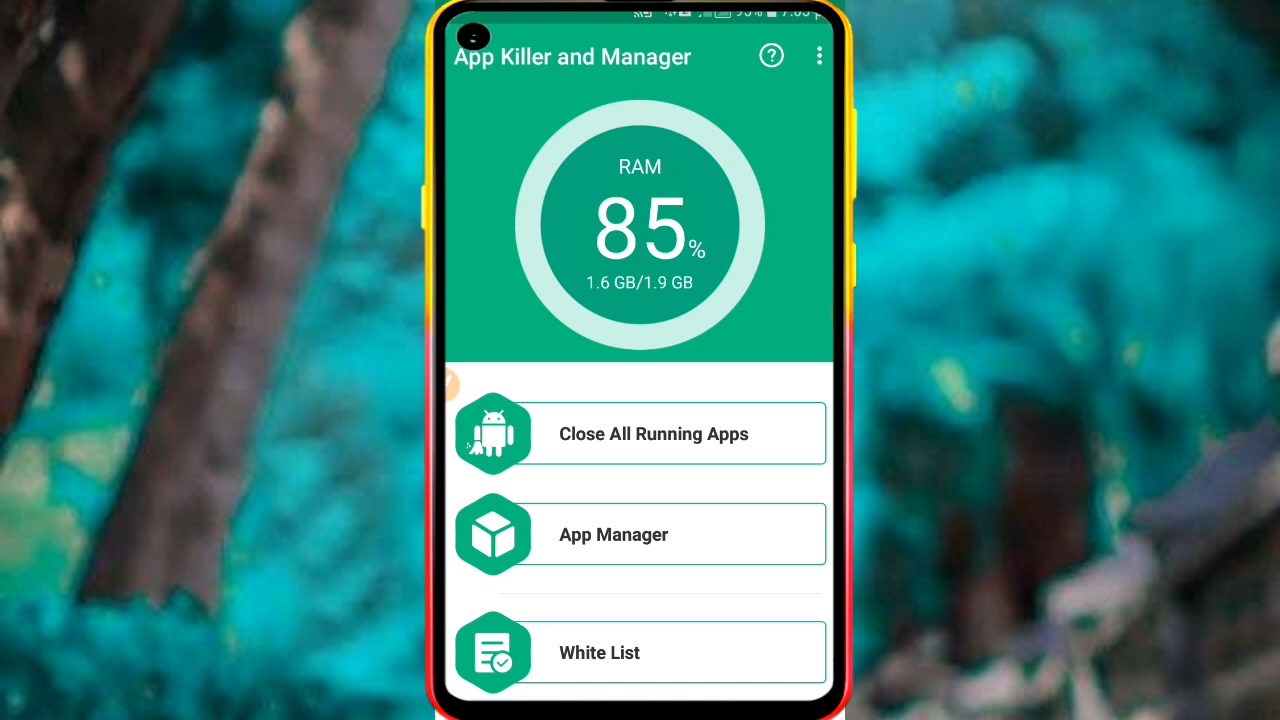 App Killer and Manager
RAM
85%
1.6 GB/1.9 GB
Close All Running Apps
App Manager
White List